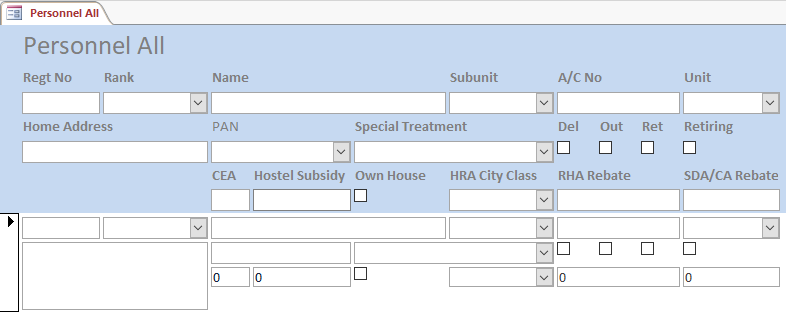 Personnel All
Personnel All
Regt No Rank Name Subunit A/C No Unit
Home Address PAN Special Treatment Del Out Ret Retiring
CEA Hostel Subsidy Own House HRA City Class RHA Rebate SDA/CA Rebate
0 0 0 0